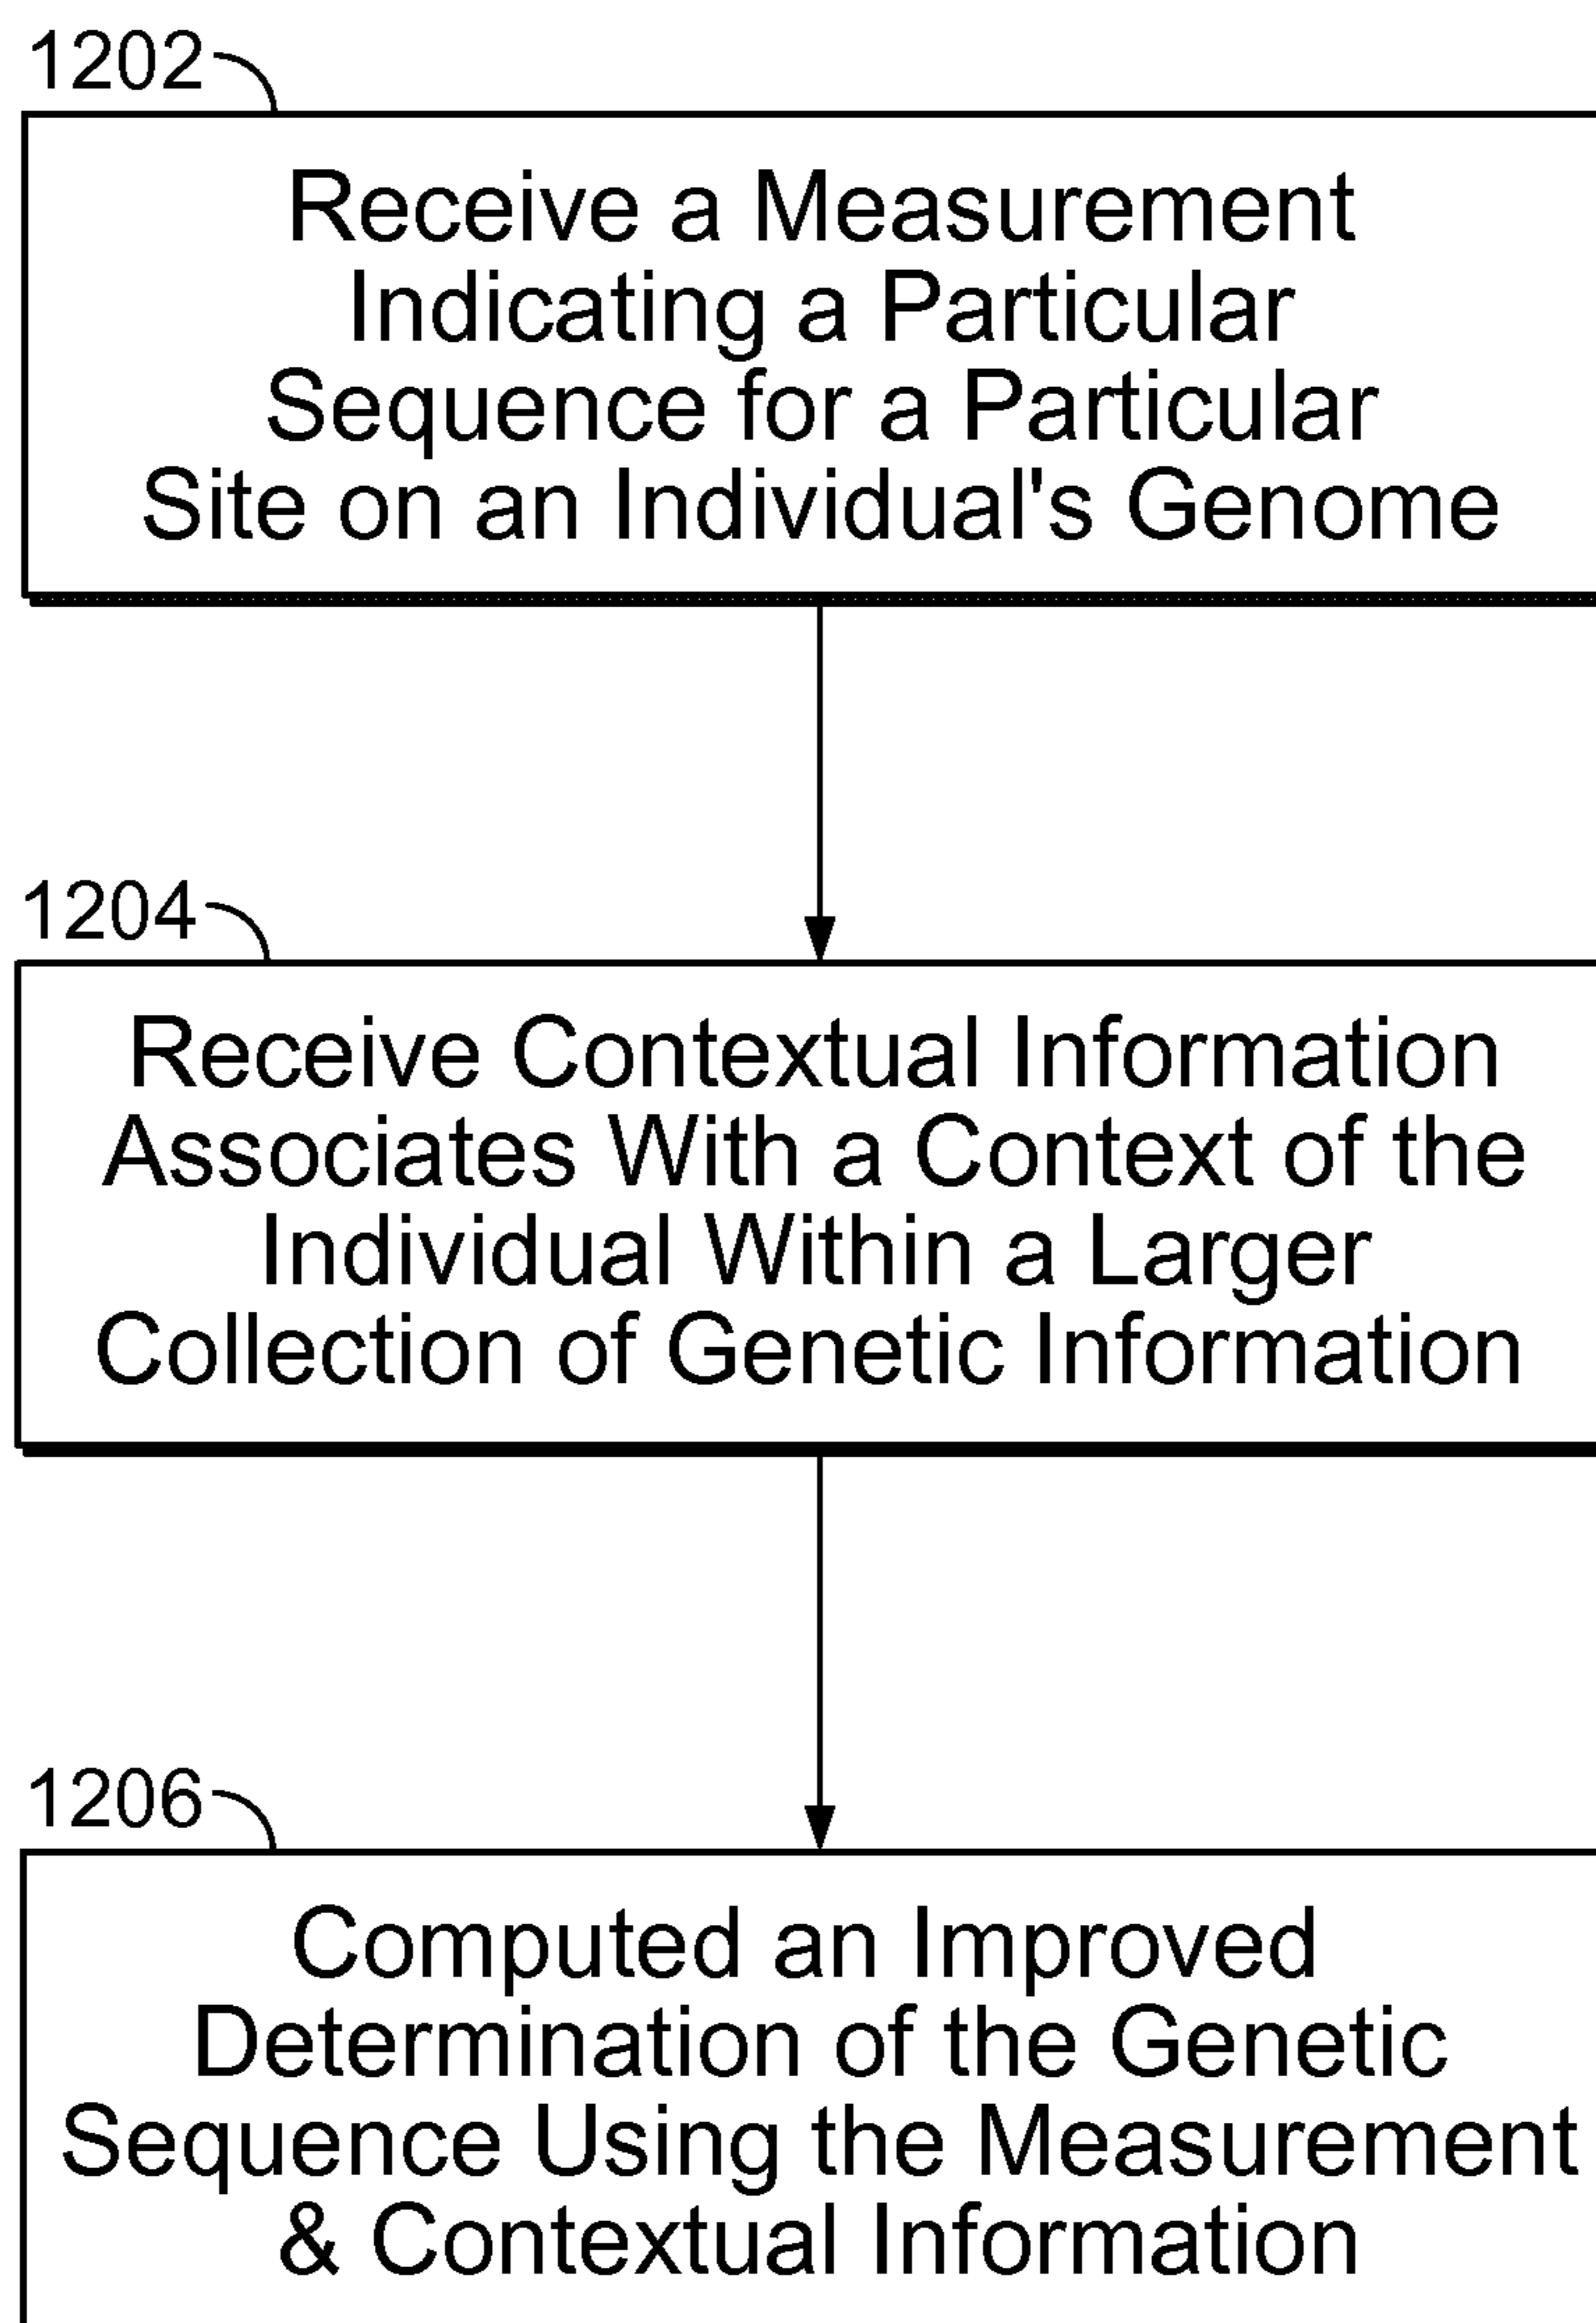 1202
Receive a Measurement
Indicating a Particular
Sequence for a Particular
Site on an Individual's Genome
1204
Receive Contextual Information
Associates With a Context of the
Individual Within a Larger
Collection of Genetic Information
1206
Computed an Improved
Determination of the Genetic
Sequence Using the Measurement
& Contextual Information